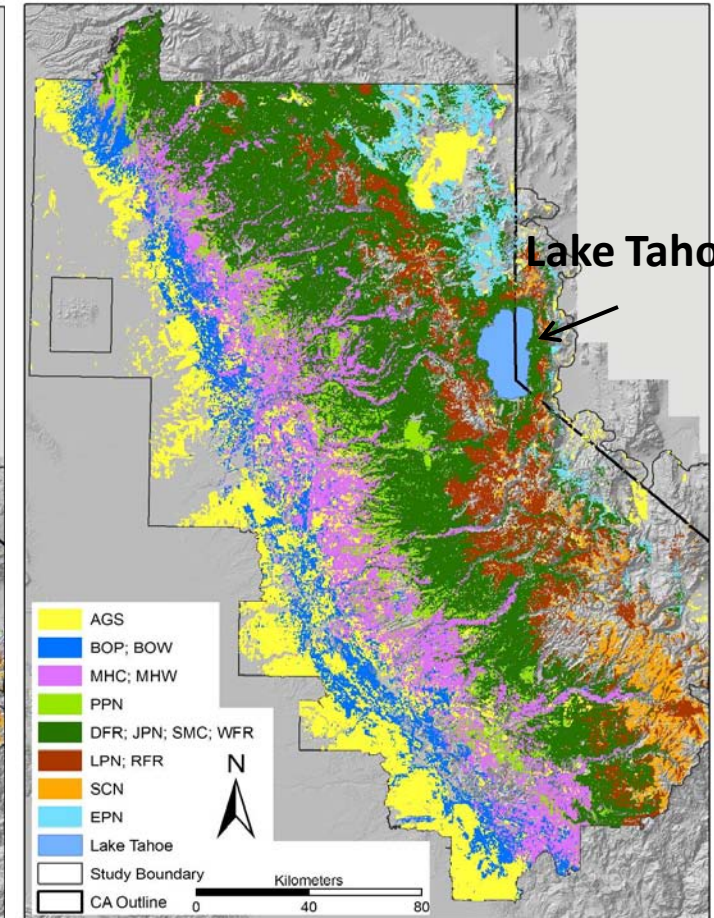 Lake Taho
AGS
BOP; BOW
MHC; MHW
PPN
DFR; JPN; SMC; WFR
LPN; RFR
SCN
EPN
Lake Tahoe
Study Boundary
CA Outline
N
Kilometers
0 40 80